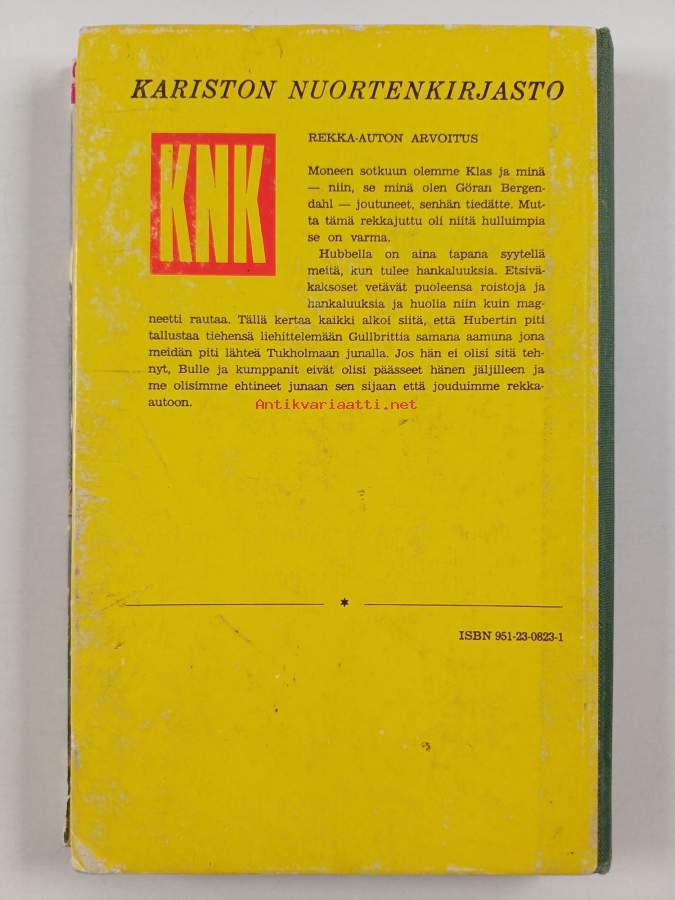 KARISTON NUORTENKIRJASTO
KNK
REKKA-AUTON ARVOITUS
Moneen sotkuun olemme Klas ja minä
— niin, se minä olen Göran Bergen-
dahl — joutuneet, senhän tiedätte. Mut-
ta tämä rekkajuttu oli niitä hulluimpia
se on varma.
Hubbella on aina tapana syytellä
meitä, kun tulee hankaluuksia. Etsivä-
kaksoset vetävät puoleensa roistoja ja
hankaluuksia ja huolia niin kuin mag-
neetti rautaa. Tällä kertaa kaikki alkoi siitä, että Hubertin piti
tallustaa tiehensä liehittelemään Gullbrittia samana aamuna jona
meidän piti lähteä Tukholmaan junalla. Jos hän ei olisi sitä teh-
nyt, Bulle ja kumppanit eivät olisi päässeet hänen jäljilleen ja
me olisimme ehtineet junaan sen sijaan että jouduimme rekka-
autoon.
Antikvariaatti.net
ISBN 951-23-0823-1